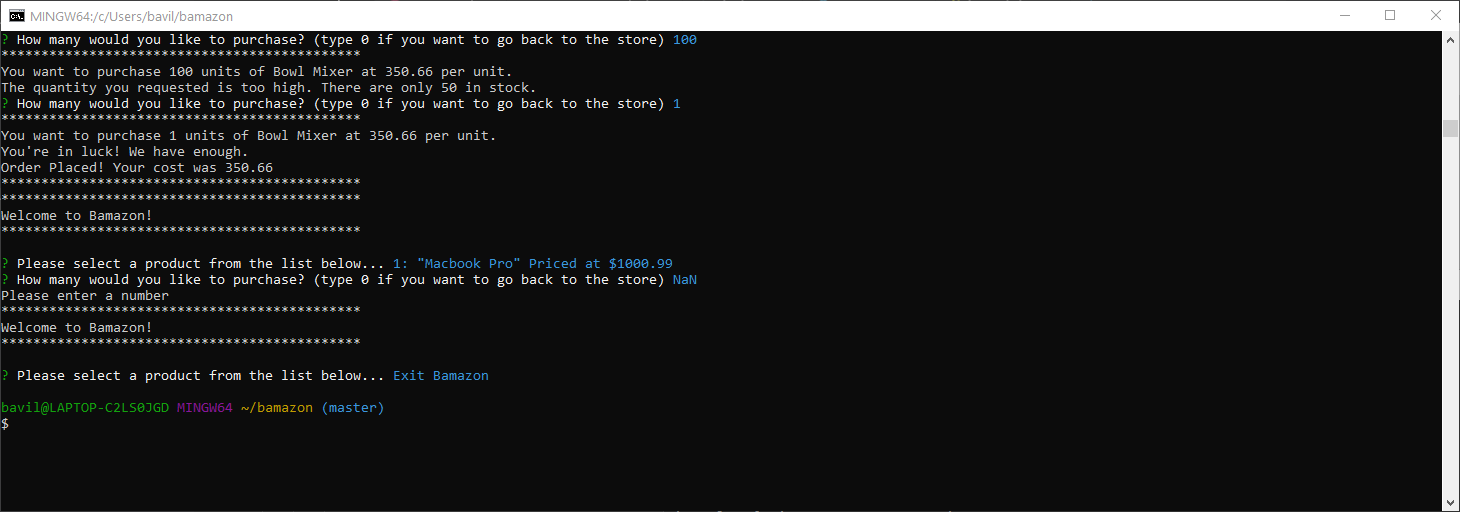 MINGW64:/c/Users/bavil/bamazon
? How many would you like to purchase? (type 0 if you want to go back to the store) 100
*********************************************
You want to purchase 100 units of Bowl Mixer at 350.66 per unit.
The quantity you requested is too high. There are only 50 in stock.
? How many would you like to purchase? (type 0 if you want to go back to the store) 1
*********************************************
You want to purchase 1 units of Bowl Mixer at 350.66 per unit.
You're in luck! We have enough.
Order Placed! Your cost was 350.66
*********************************************
*********************************************
Welcome to Bamazon!
*********************************************
? Please select a product from the list below... 1: "Macbook Pro" Priced at $1000.99
? How many would you like to purchase? (type 0 if you want to go back to the store) NaN
Please enter a number
*********************************************
Welcome to Bamazon!
*********************************************
? Please select a product from the list below... Exit Bamazon
bavil@LAPTOP-C2LS0JGD MINGW64 ~/bamazon (master)
$